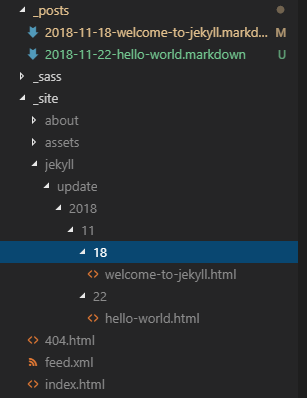 _posts
2018-11-18-welcome-to-jekyll.markd... M
2018-11-22-hello-world.markdown U
_sass
_site
about
assets
jekyll
update
2018
11
18
welcome-to-jekyll.html
22
hello-world.html
404.html
feed.xml
index.html